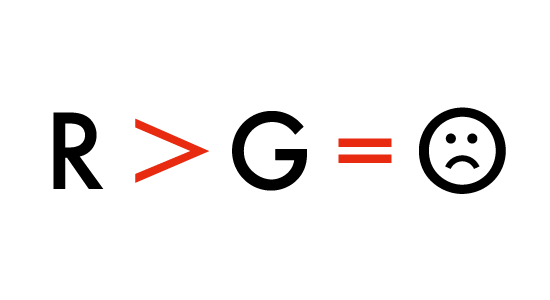 R > G = ☹